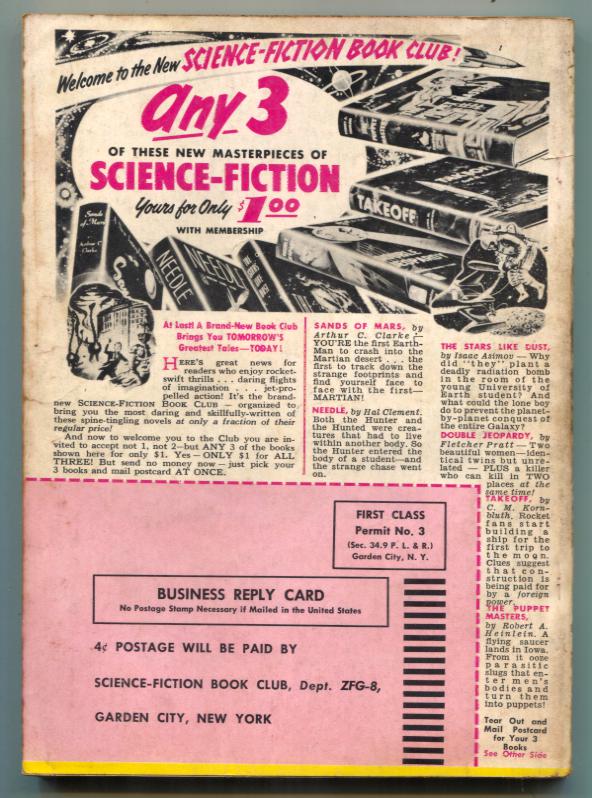 Welcome to the New SCIENCE-FICTION BOOK CLUB!
any 3
OF THESE NEW MASTERPIECES OF
SCIENCE-FICTION
Yours for Only $1.00
WITH MEMBERSHIP
Sands
of Mars
Arthur C.
Clarke
NEEDLE
NEEDLE
TAKEOFF
At Last! A Brand-New Book Club
Brings You TOMORROW'S
Greatest Tales—TODAY!
HERE'S great news for
readers who enjoy rocket-
swift thrills . . . daring flights
of imagination . . . jet-pro-
pelled action! It's the brand-
new SCIENCE-FICTION BOOK CLUB — organized to
bring you the most daring and skillfully-written of
these spine-tingling novels at only a fraction of their
regular price!
And now to welcome you to the Club you are in-
vited to accept not 1, not 2—but ANY 3 of the books
shown here for only $1. Yes—ONLY $1 for ALL
THREE! But send no money now—just pick your
3 books and mail postcard AT ONCE.
SANDS OF MARS, by
Arthur C. Clarke —
YOU'RE the first Earth-
Man to crash into the
Martian desert . . . the
first to track down the
strange footprints and
find yourself face to
face with the first—
MARTIAN!
NEEDLE, by Hal Clement.
Both the Hunter and
the Hunted were crea-
tures that had to live
within another body. So
the Hunter entered the
body of a student—and
the strange chase went
on.
THE STARS LIKE DUST,
by Isaac Asimov — Why
did "they" plant a
deadly radiation bomb
in the room of the
young University of
Earth student? And
what could the lone boy
do to prevent the planet-
by-planet conquest of
the entire Galaxy?
DOUBLE JEOPARDY, by
Fletcher Pratt — Two
beautiful women—iden-
tical twins but unre-
lated — PLUS a killer
who can kill in TWO
places at the
same time!
TAKEOFF, by
C. M. Korn-
bluth. Rocket
fans start
building a
ship for the
first trip to
the moon.
Clues suggest
that con-
struction is
being paid for
by a foreign
power.
THE PUPPET
MASTERS,
by Robert A.
Heinlein. A
flying saucer
lands in Iowa.
From it ooze
parasitic
slugs that en-
ter men's
bodies and
turn them
into puppets!
Tear Out and
Mail Postcard
for Your 3
Books
See Other Side
FIRST CLASS
Permit No. 3
(Sec. 34.9 P. L. & R.)
Garden City, N. Y.
BUSINESS REPLY CARD
No Postage Stamp Necessary if Mailed in the United States
4¢ POSTAGE WILL BE PAID BY
SCIENCE-FICTION BOOK CLUB, Dept. ZFG-8,
GARDEN CITY, NEW YORK